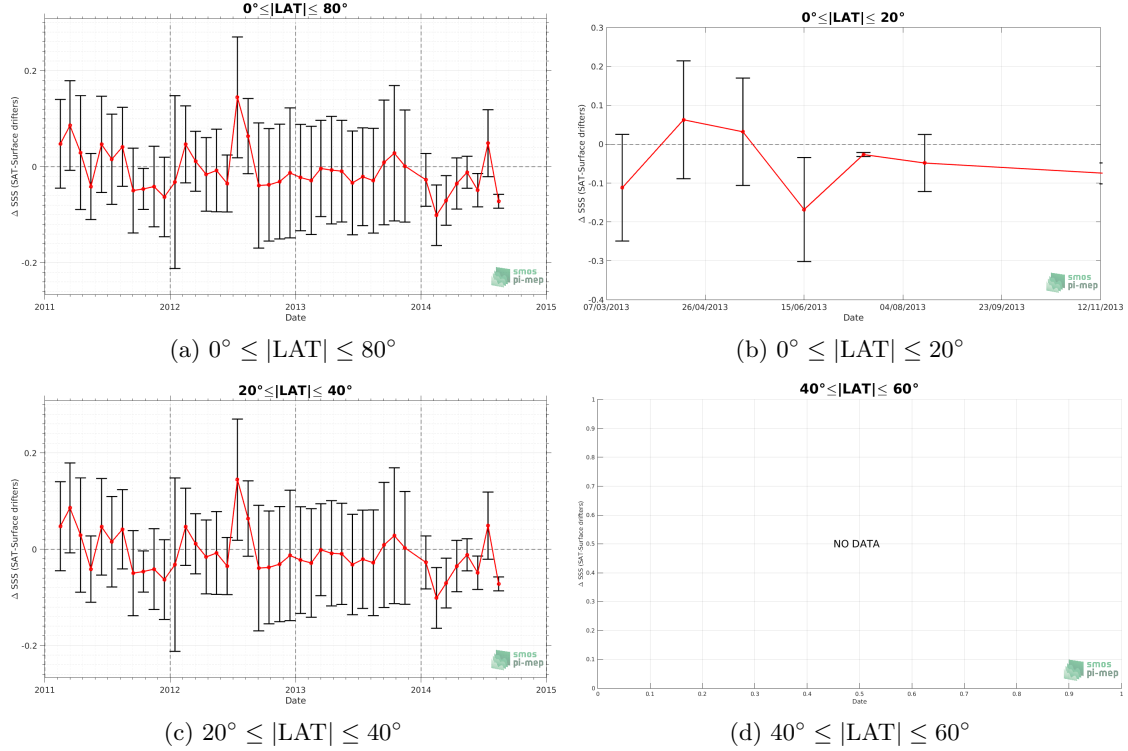 0°≤|LAT|≤ 80°
0.2
0
-0.2
Δ SSS (SAT-Surface drifters)
2011 2012 2013 2014 2015
Date
smos
pi-mep
(a) 0° ≤ |LAT| ≤ 80°
0°≤|LAT|≤ 20°
0.3
0.2
0.1
0
-0.1
-0.2
-0.3
-0.4
Δ SSS (SAT-Surface drifters)
07/03/2013 26/04/2013 15/06/2013 04/08/2013 23/09/2013 12/11/2013
Date
smos
pi-mep
(b) 0° ≤ |LAT| ≤ 20°
20°≤|LAT|≤ 40°
0.2
0
-0.2
Δ SSS (SAT-Surface drifters)
2011 2012 2013 2014 2015
Date
smos
pi-mep
(c) 20° ≤ |LAT| ≤ 40°
40°≤|LAT|≤ 60°
1
0.9
0.8
0.7
0.6
0.5
0.4
0.3
0.2
0.1
0
Δ SSS (SAT-Surface drifters)
NO DATA
0 0.1 0.2 0.3 0.4 0.5 0.6 0.7 0.8 0.9 1
Date
smos
pi-mep
(d) 40° ≤ |LAT| ≤ 60°